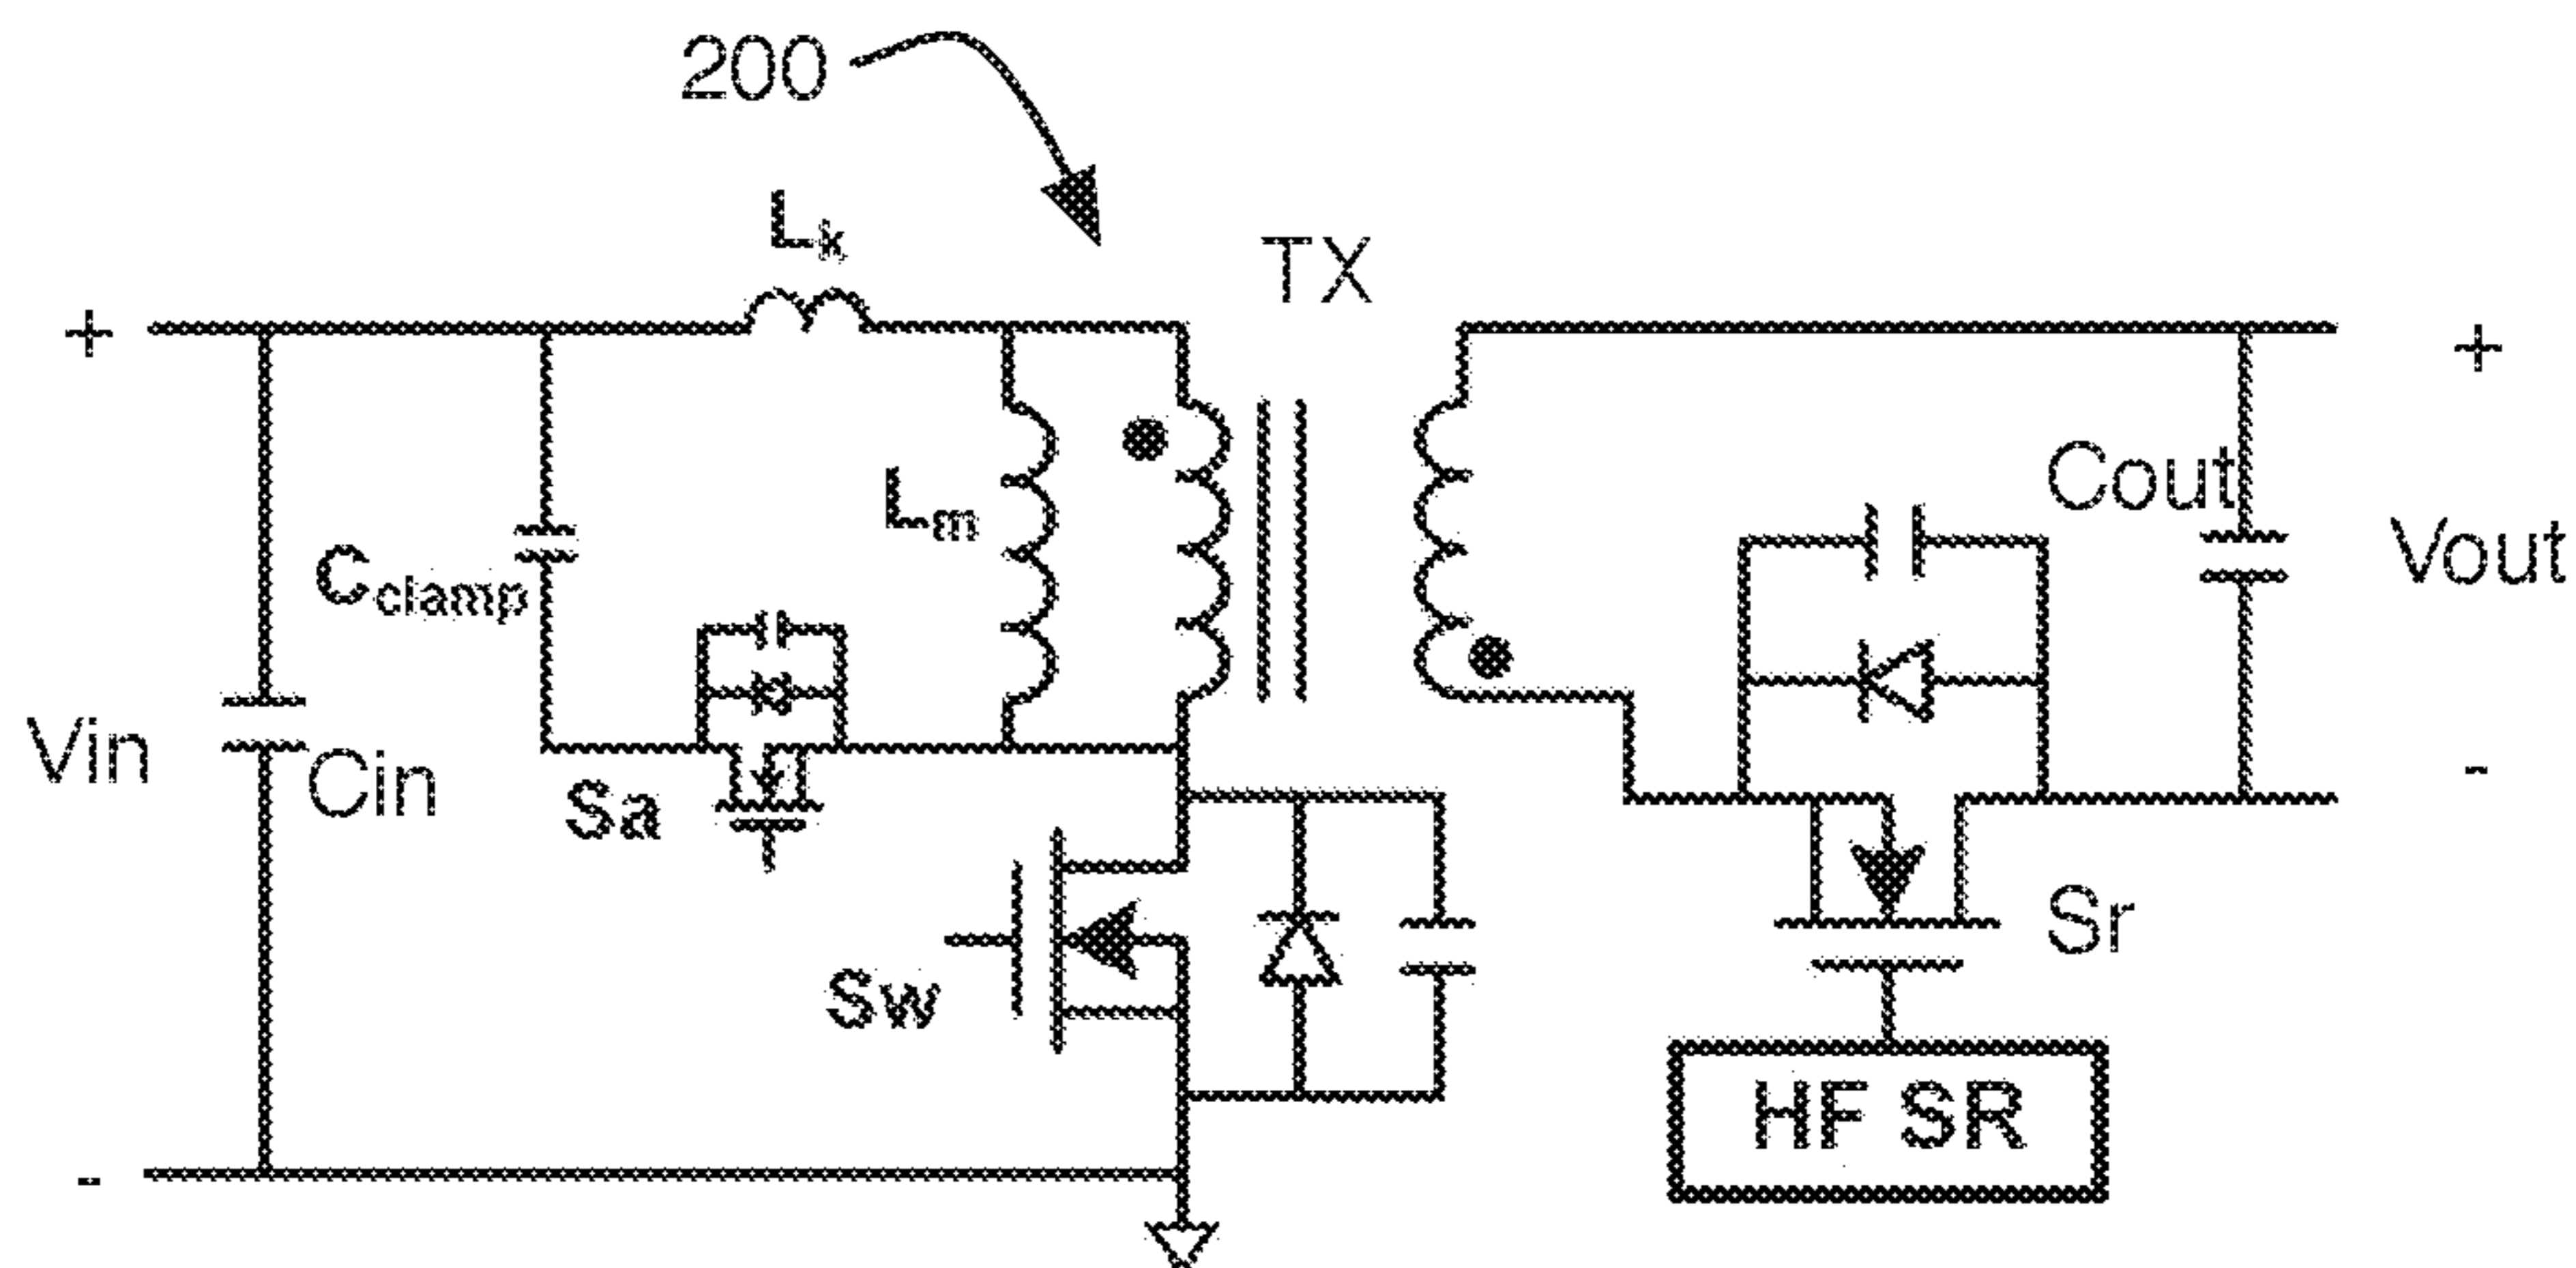 200
Lk
TX
+
+
Lm
Cout
Vout
Cclamp
Vin
Cin
Sa
-
Sr
Sw
HF SR
-